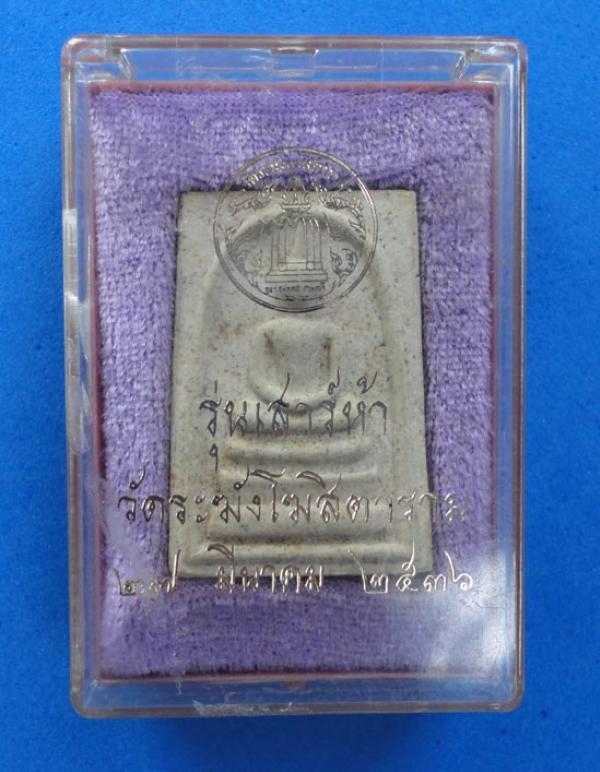 รุ่นเสาร์ห้า
วัดระฆังโฆสิตาราม
๒๗ มีนาคม ๒๕๓๖